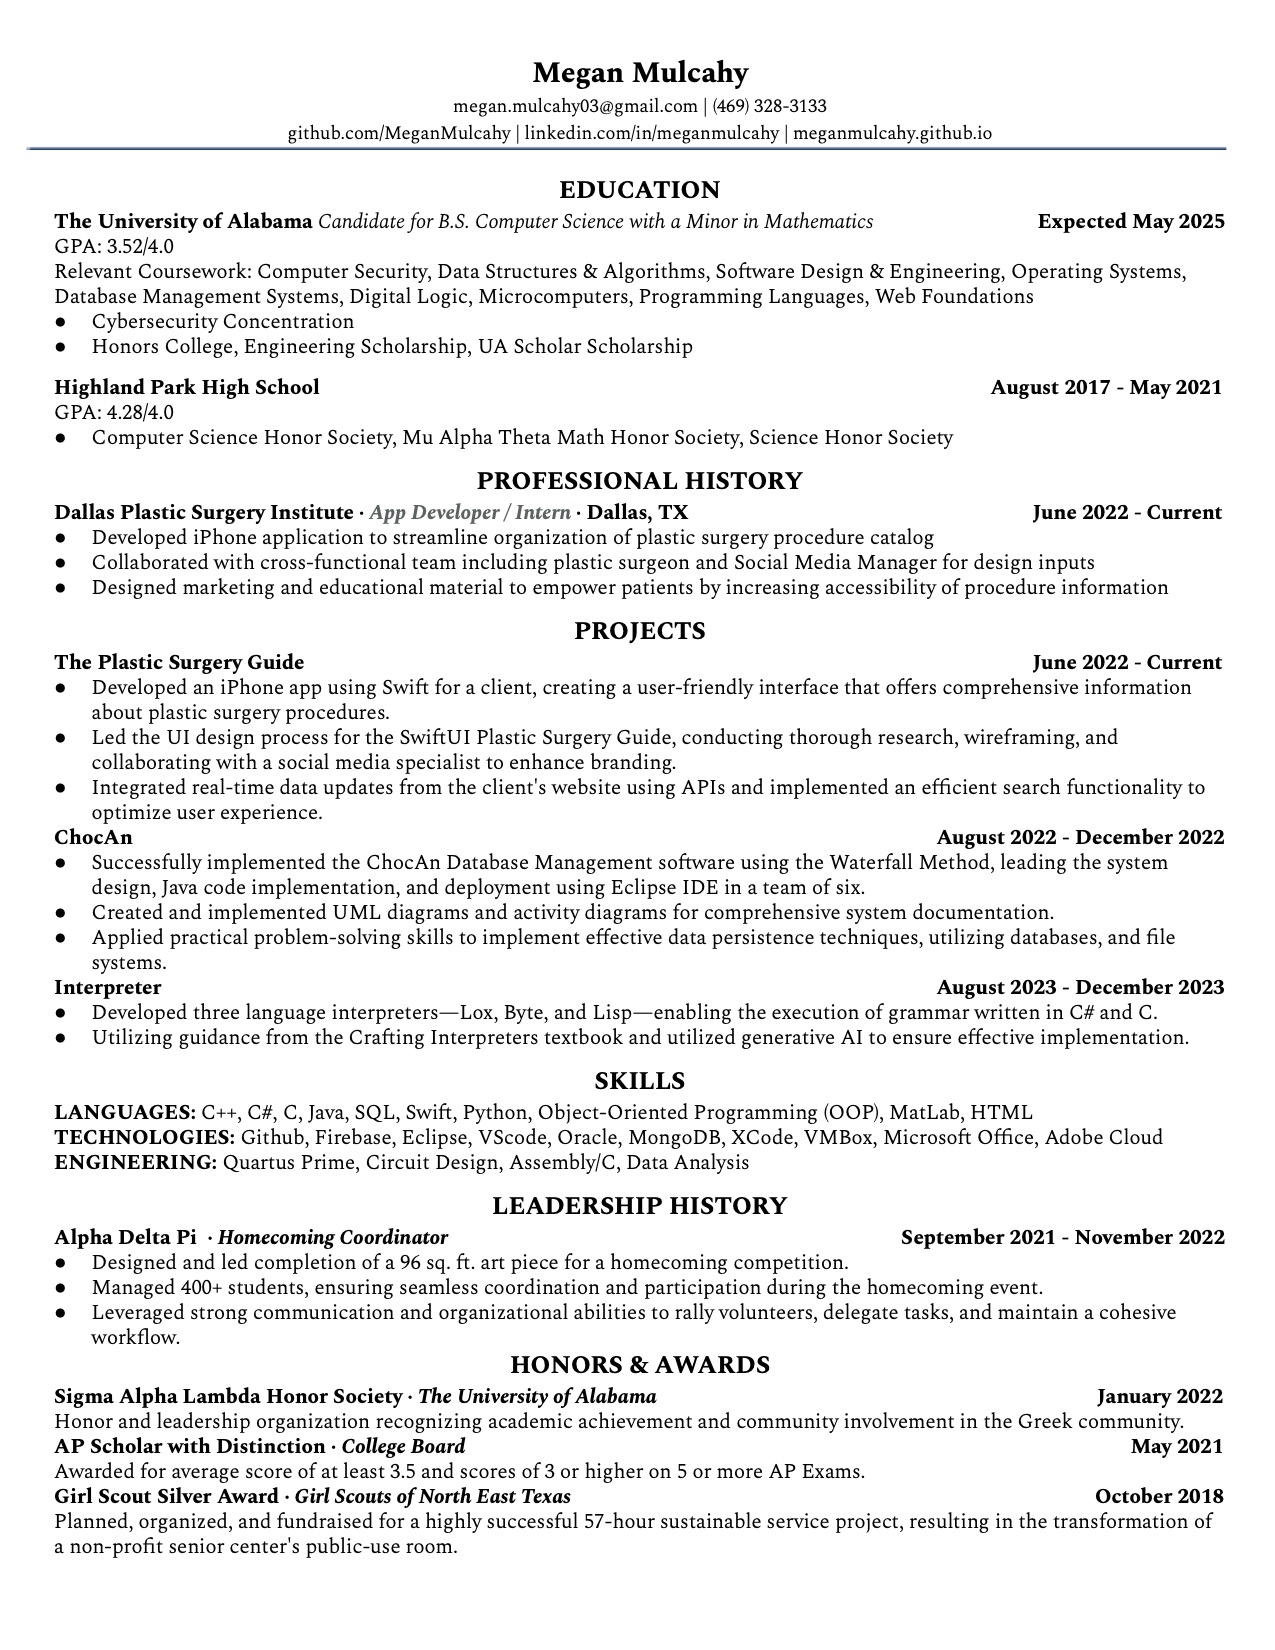 Megan Mulcahy
megan.mulcahy03@gmail.com | (469) 328-3133
github.com/MeganMulcahy | linkedin.com/in/meganmulcahy | meganmulcahy.github.io
EDUCATION
The University of Alabama Candidate for B.S. Computer Science with a Minor in Mathematics Expected May 2025
GPA: 3.52/4.0
Relevant Coursework: Computer Security, Data Structures & Algorithms, Software Design & Engineering, Operating Systems,
Database Management Systems, Digital Logic, Microcomputers, Programming Languages, Web Foundations
● Cybersecurity Concentration
● Honors College, Engineering Scholarship, UA Scholar Scholarship
Highland Park High School August 2017 - May 2021
GPA: 4.28/4.0
● Computer Science Honor Society, Mu Alpha Theta Math Honor Society, Science Honor Society
PROFESSIONAL HISTORY
Dallas Plastic Surgery Institute · App Developer / Intern · Dallas, TX June 2022 - Current
● Developed iPhone application to streamline organization of plastic surgery procedure catalog
● Collaborated with cross-functional team including plastic surgeon and Social Media Manager for design inputs
● Designed marketing and educational material to empower patients by increasing accessibility of procedure information
PROJECTS
The Plastic Surgery Guide June 2022 - Current
● Developed an iPhone app using Swift for a client, creating a user-friendly interface that offers comprehensive information
about plastic surgery procedures.
● Led the UI design process for the SwiftUI Plastic Surgery Guide, conducting thorough research, wireframing, and
collaborating with a social media specialist to enhance branding.
● Integrated real-time data updates from the client's website using APIs and implemented an efficient search functionality to
optimize user experience.
ChocAn August 2022 - December 2022
● Successfully implemented the ChocAn Database Management software using the Waterfall Method, leading the system
design, Java code implementation, and deployment using Eclipse IDE in a team of six.
● Created and implemented UML diagrams and activity diagrams for comprehensive system documentation.
● Applied practical problem-solving skills to implement effective data persistence techniques, utilizing databases, and file
systems.
Interpreter August 2023 - December 2023
● Developed three language interpreters—Lox, Byte, and Lisp—enabling the execution of grammar written in C# and C.
● Utilizing guidance from the Crafting Interpreters textbook and utilized generative AI to ensure effective implementation.
SKILLS
LANGUAGES: C++, C#, C, Java, SQL, Swift, Python, Object-Oriented Programming (OOP), MatLab, HTML
TECHNOLOGIES: Github, Firebase, Eclipse, VScode, Oracle, MongoDB, XCode, VMBox, Microsoft Office, Adobe Cloud
ENGINEERING: Quartus Prime, Circuit Design, Assembly/C, Data Analysis
LEADERSHIP HISTORY
Alpha Delta Pi · Homecoming Coordinator September 2021 - November 2022
● Designed and led completion of a 96 sq. ft. art piece for a homecoming competition.
● Managed 400+ students, ensuring seamless coordination and participation during the homecoming event.
● Leveraged strong communication and organizational abilities to rally volunteers, delegate tasks, and maintain a cohesive
workflow.
HONORS & AWARDS
Sigma Alpha Lambda Honor Society · The University of Alabama January 2022
Honor and leadership organization recognizing academic achievement and community involvement in the Greek community.
AP Scholar with Distinction · College Board May 2021
Awarded for average score of at least 3.5 and scores of 3 or higher on 5 or more AP Exams.
Girl Scout Silver Award · Girl Scouts of North East Texas October 2018
Planned, organized, and fundraised for a highly successful 57-hour sustainable service project, resulting in the transformation of
a non-profit senior center's public-use room.